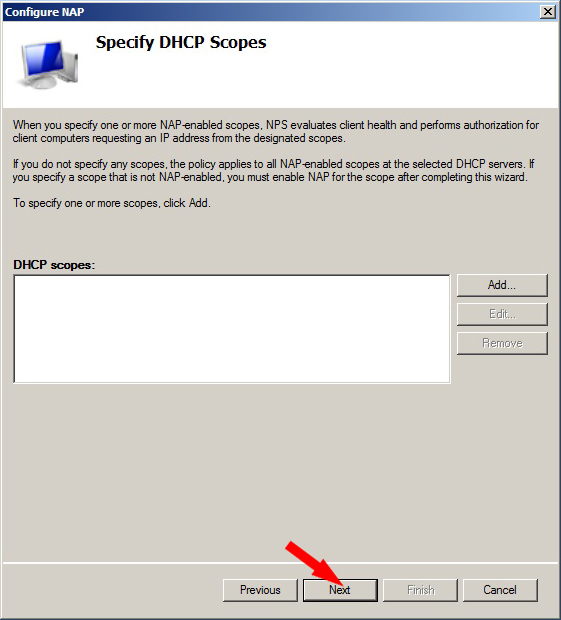 Configure NAP
Specify DHCP Scopes
When you specify one or more NAP-enabled scopes, NPS evaluates client health and performs authorization for
client computers requesting an IP address from the designated scopes.
If you do not specify any scopes, the policy applies to all NAP-enabled scopes at the selected DHCP servers. If
you specify a scope that is not NAP-enabled, you must enable NAP for the scope after completing this wizard.
To specify one or more scopes, click Add.
DHCP scopes:
Add...
Edit...
Remove
Previous
Next
Finish
Cancel